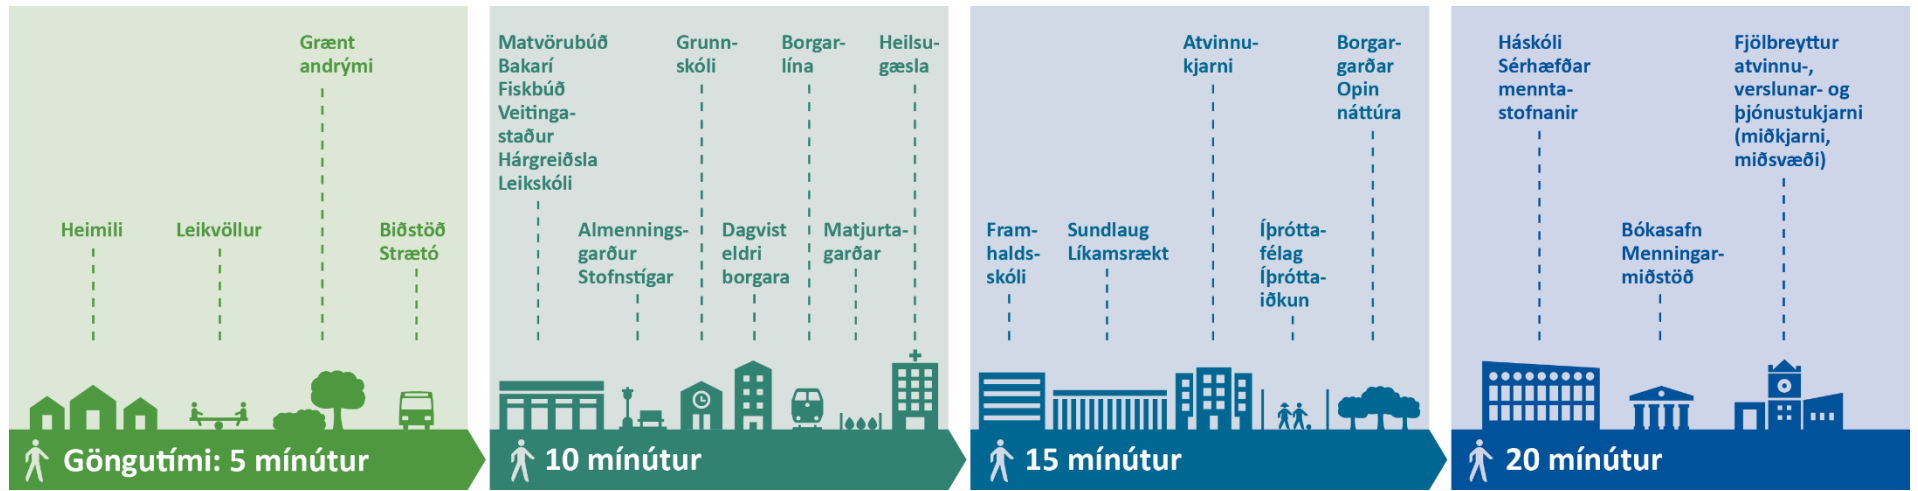 Grænt
andrými
Heimili
Leikvöllur
Biðstöð
Strætó
Göngutími: 5 mínútur
Matvörubúð
Bakarí
Fiskbúð
Veitinga-
staður
Hárgreiðsla
Leikskóli
Grunn-
skóli
Borgar-
lína
Heilsu-
gæsla
Almennings-
garður
Stofnstígar
Dagvist
eldri
borgara
Matjurta-
garðar
10 mínútur
Atvinnu-
kjarni
Borgar-
garðar
Opin
náttúra
Fram-
halds-
skóli
Sundlaug
Líkamsrækt
Íþrótta-
félag
Íþrótta-
iðkun
15 mínútur
Háskóli
Sérhæfðar
mennta-
stofnanir
Fjölbreyttur
atvinnu-,
verslunar- og
þjónustukjarni
(miðkjarni,
miðsvæði)
Bókasafn
Menningar-
miðstöð
20 mínútur